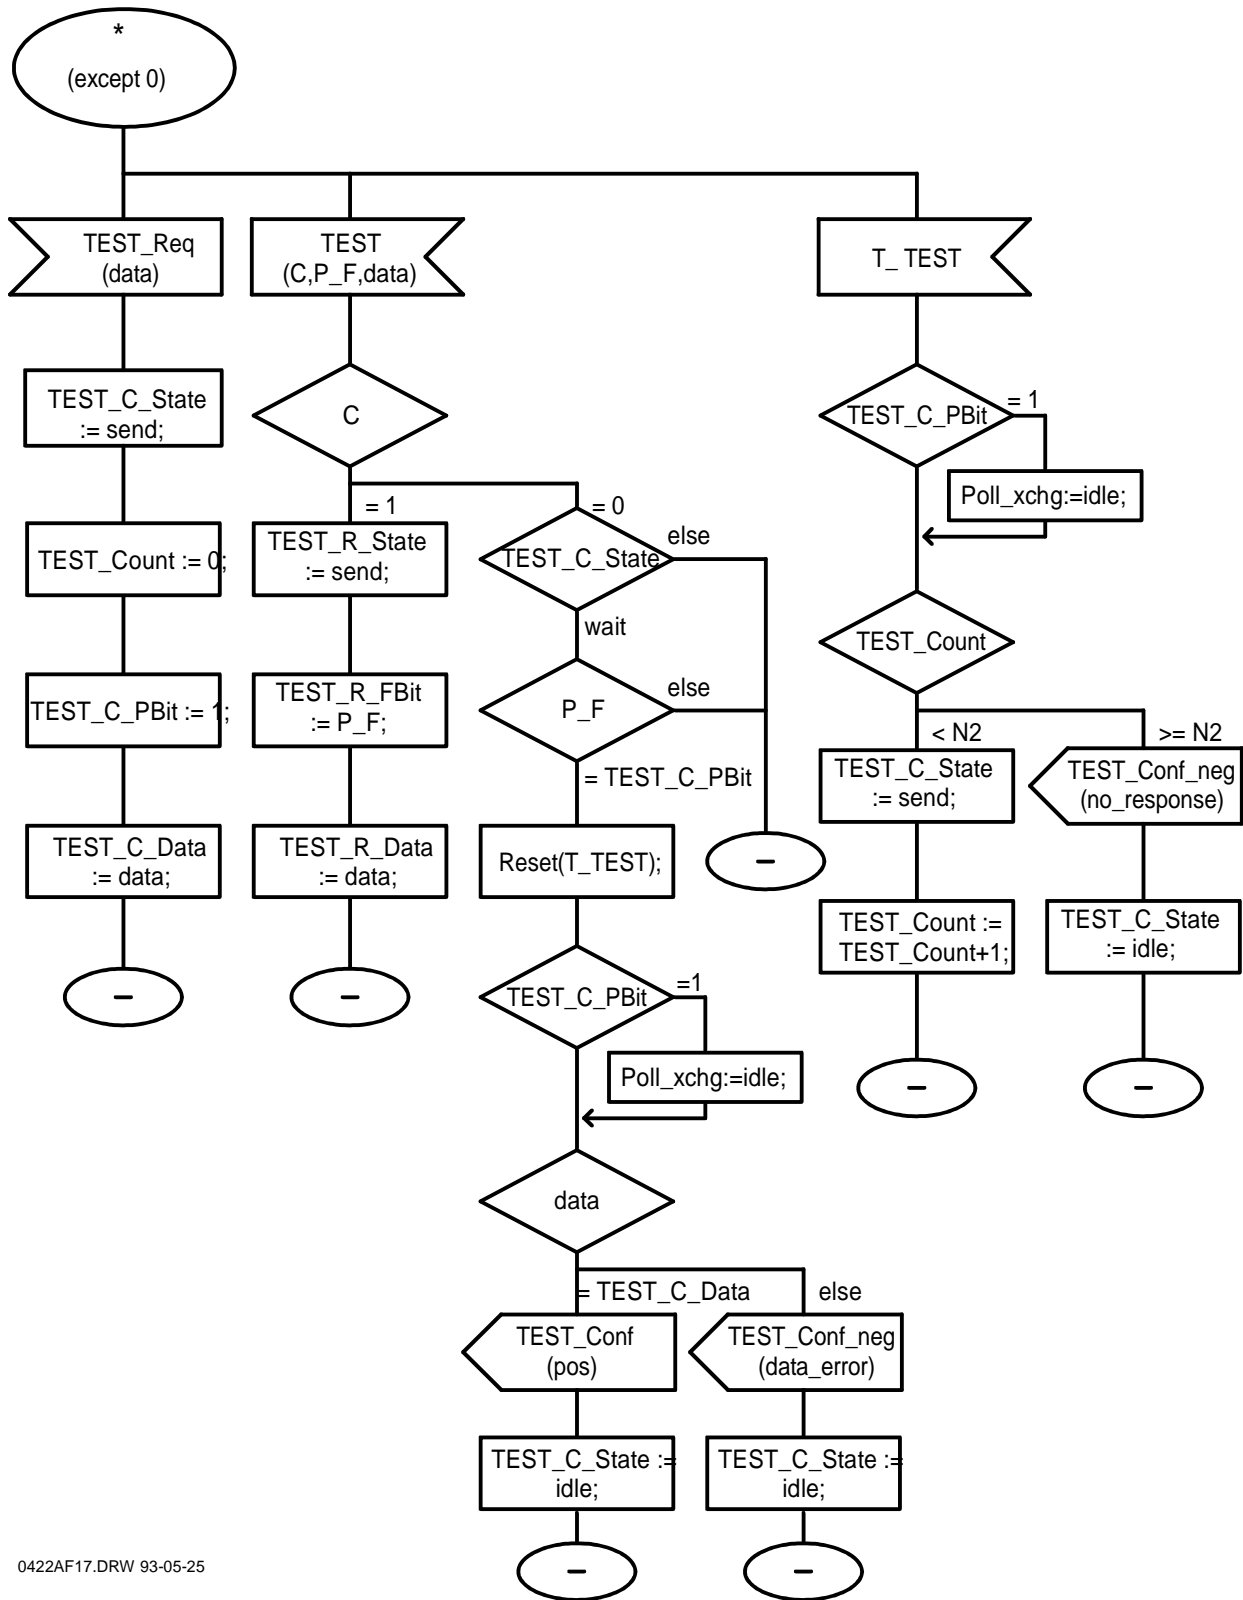 *
(except 0)
TEST_Req
(data)
TEST
(C,P_F,data)
T_ TEST
TEST_C_State
:= send;
C
TEST_C_PBit
= 1
Poll_xchg:=idle;
TEST_Count := 0;
= 1
TEST_R_State
:= send;
= 0
TEST_C_State
else
wait
TEST_Count
TEST_C_PBit := 1;
TEST_R_FBit
:= P_F;
P_F
else
= TEST_C_PBit
< N2
TEST_C_State
:= send;
>= N2
TEST_Conf_neg
(no_response)
TEST_C_Data
:= data;
TEST_R_Data
:= data;
Reset(T_TEST);
–
TEST_Count :=
TEST_Count+1;
TEST_C_State
:= idle;
–
–
TEST_C_PBit
=1
Poll_xchg:=idle;
–
–
data
= TEST_C_Data
else
TEST_Conf
(pos)
TEST_Conf_neg
(data_error)
TEST_C_State :=
idle;
TEST_C_State :=
idle;
–
–
0422AF17.DRW 93-05-25